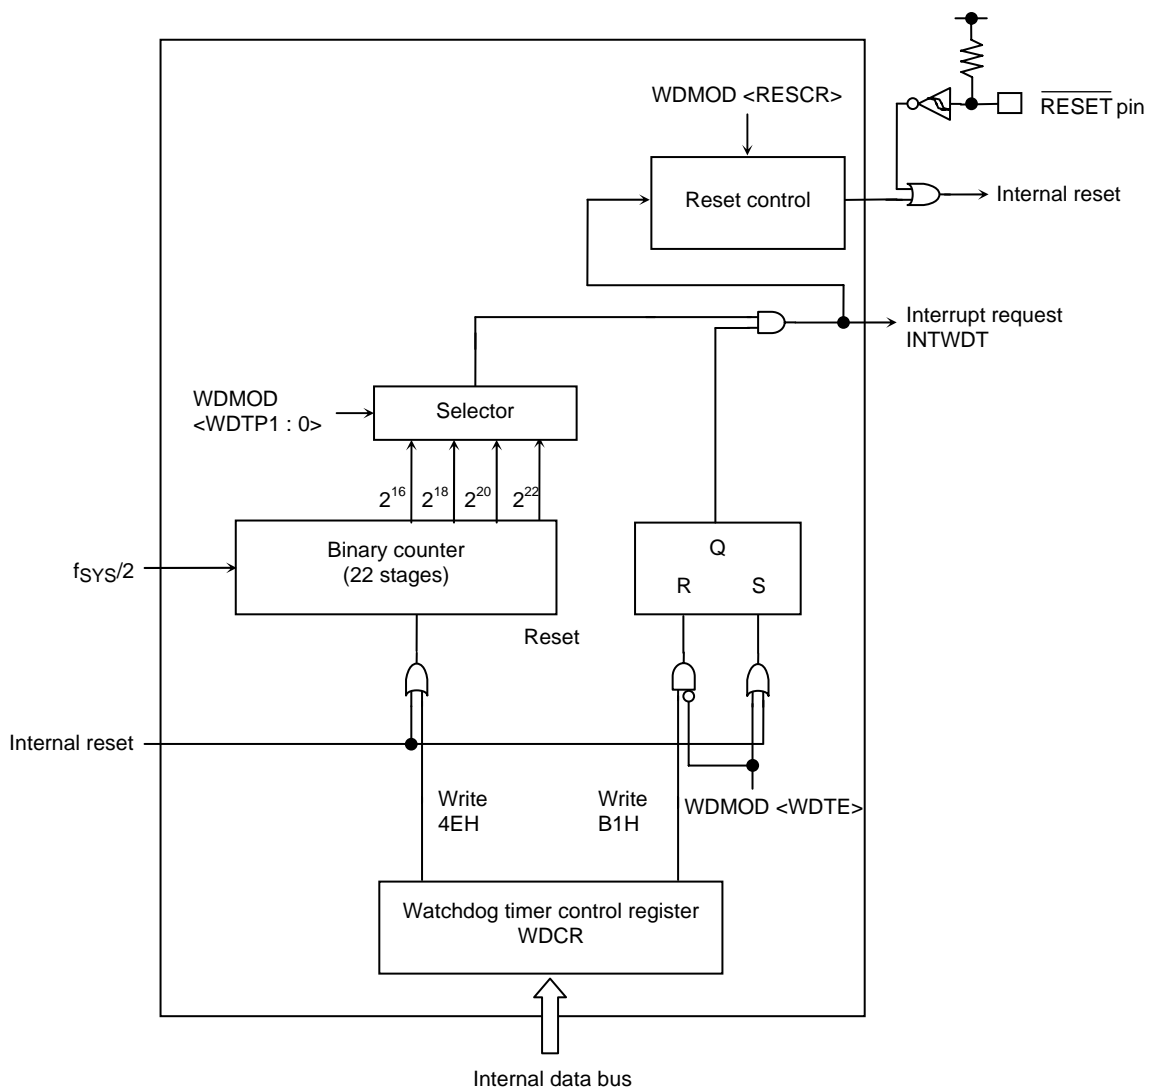 WDMOD <RESCR>
RESET pin
Reset control
Internal reset
Interrupt request
INTWDT
WDMOD
<WDTP1 : 0>
Selector
2^16 2^18 2^20 2^22
Binary counter
(22 stages)
Q
R S
fSYS/2
Reset
Internal reset
Write
4EH
Write
B1H
WDMOD <WDTE>
Watchdog timer control register
WDCR
Internal data bus